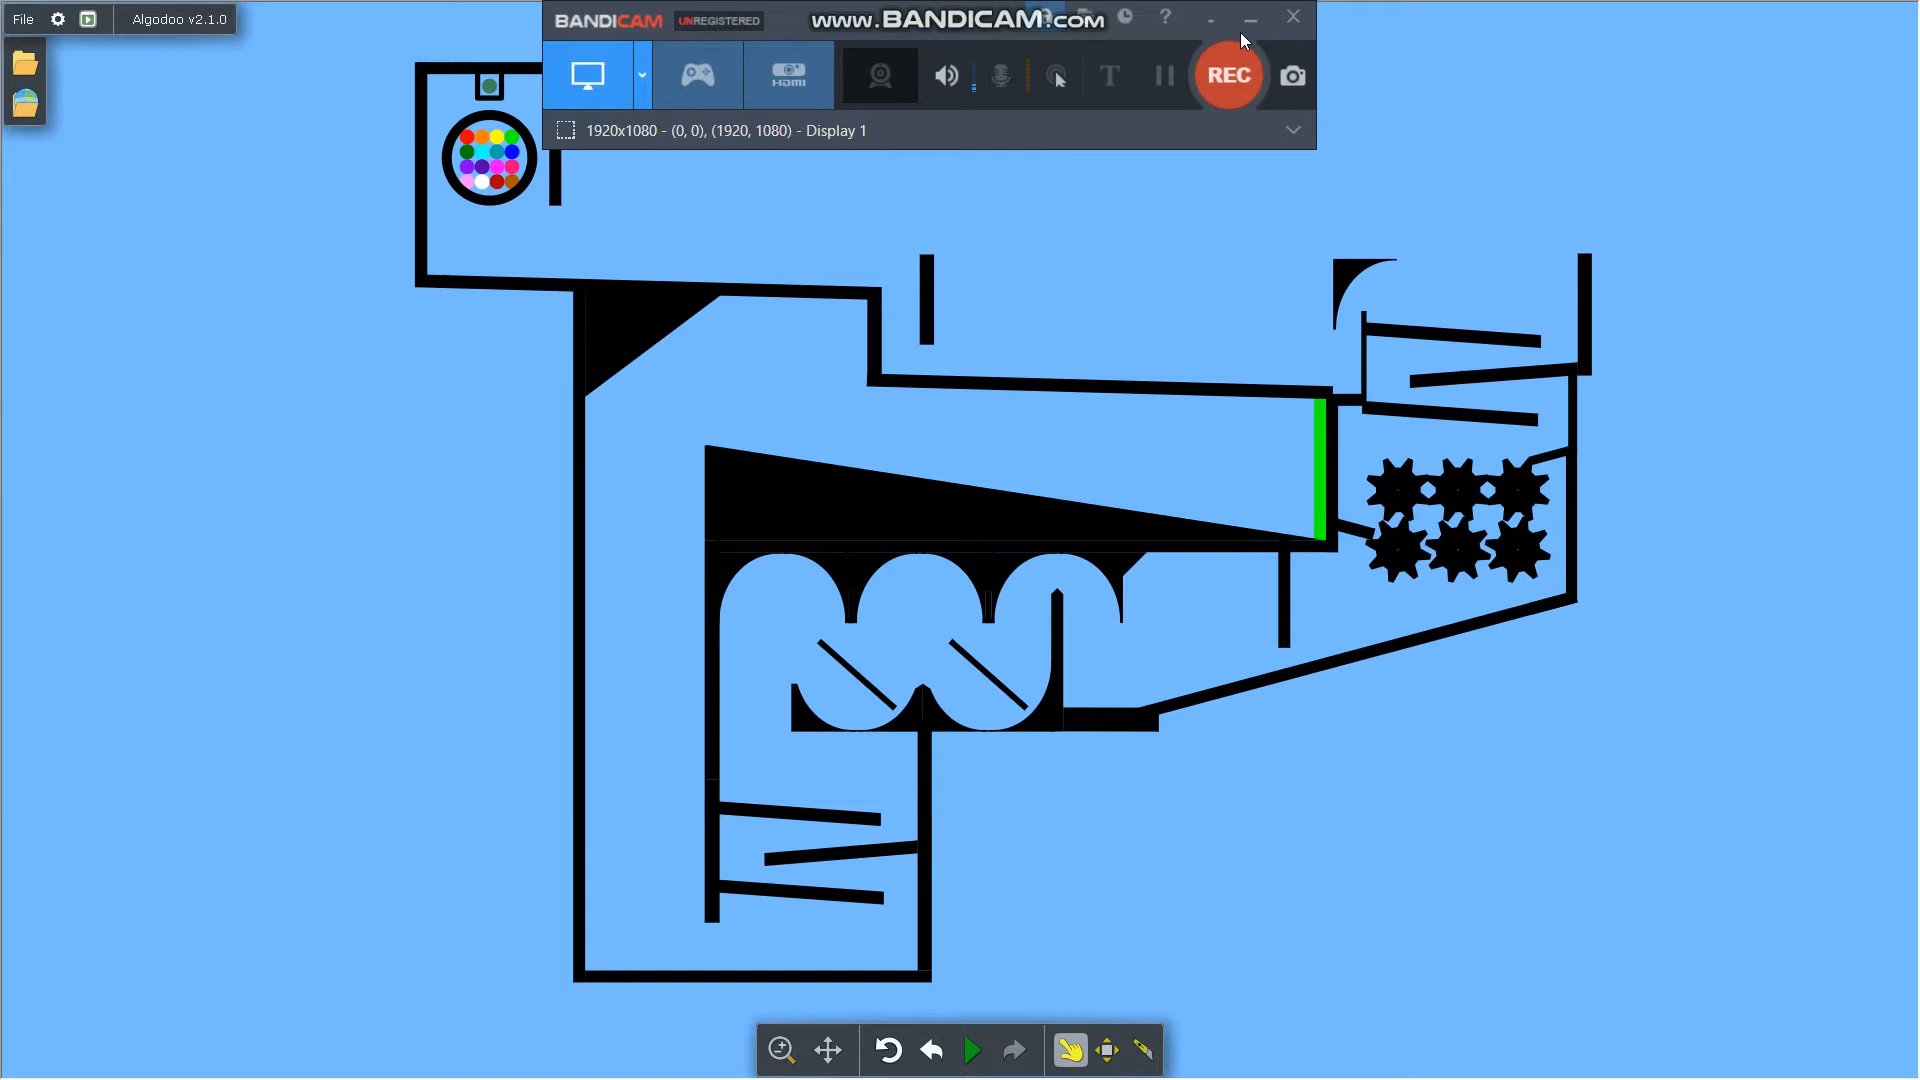 File Algodoo v2.1.0
BANDICAM UNREGISTERED www.BANDICAM.com ?
HDMI T REC
1920x1080 - (0, 0), (1920, 1080) - Display 1